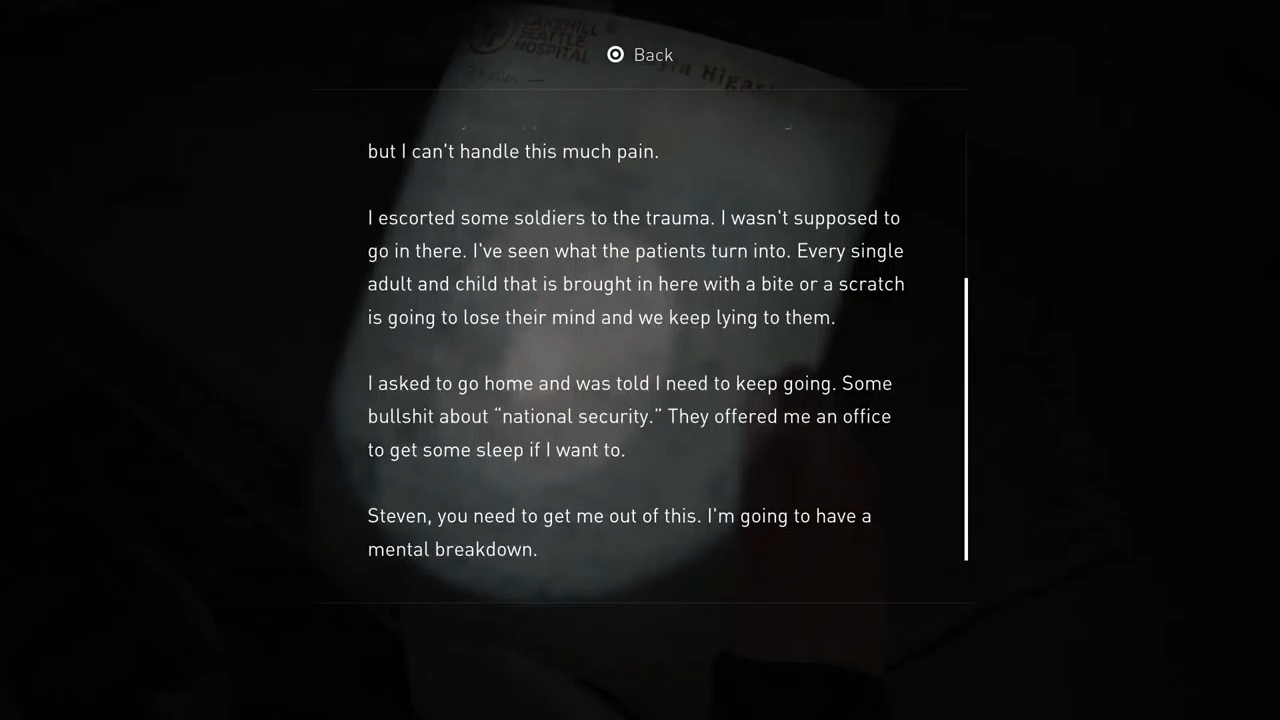 LAKEHILL
SEATTLE
HOSPITAL
Back
but I can't handle this much pain.
I escorted some soldiers to the trauma. I wasn't supposed to
go in there. I've seen what the patients turn into. Every single
adult and child that is brought in here with a bite or a scratch
is going to lose their mind and we keep lying to them.
I asked to go home and was told I need to keep going. Some
bullshit about “national security.” They offered me an office
to get some sleep if I want to.
Steven, you need to get me out of this. I'm going to have a
mental breakdown.